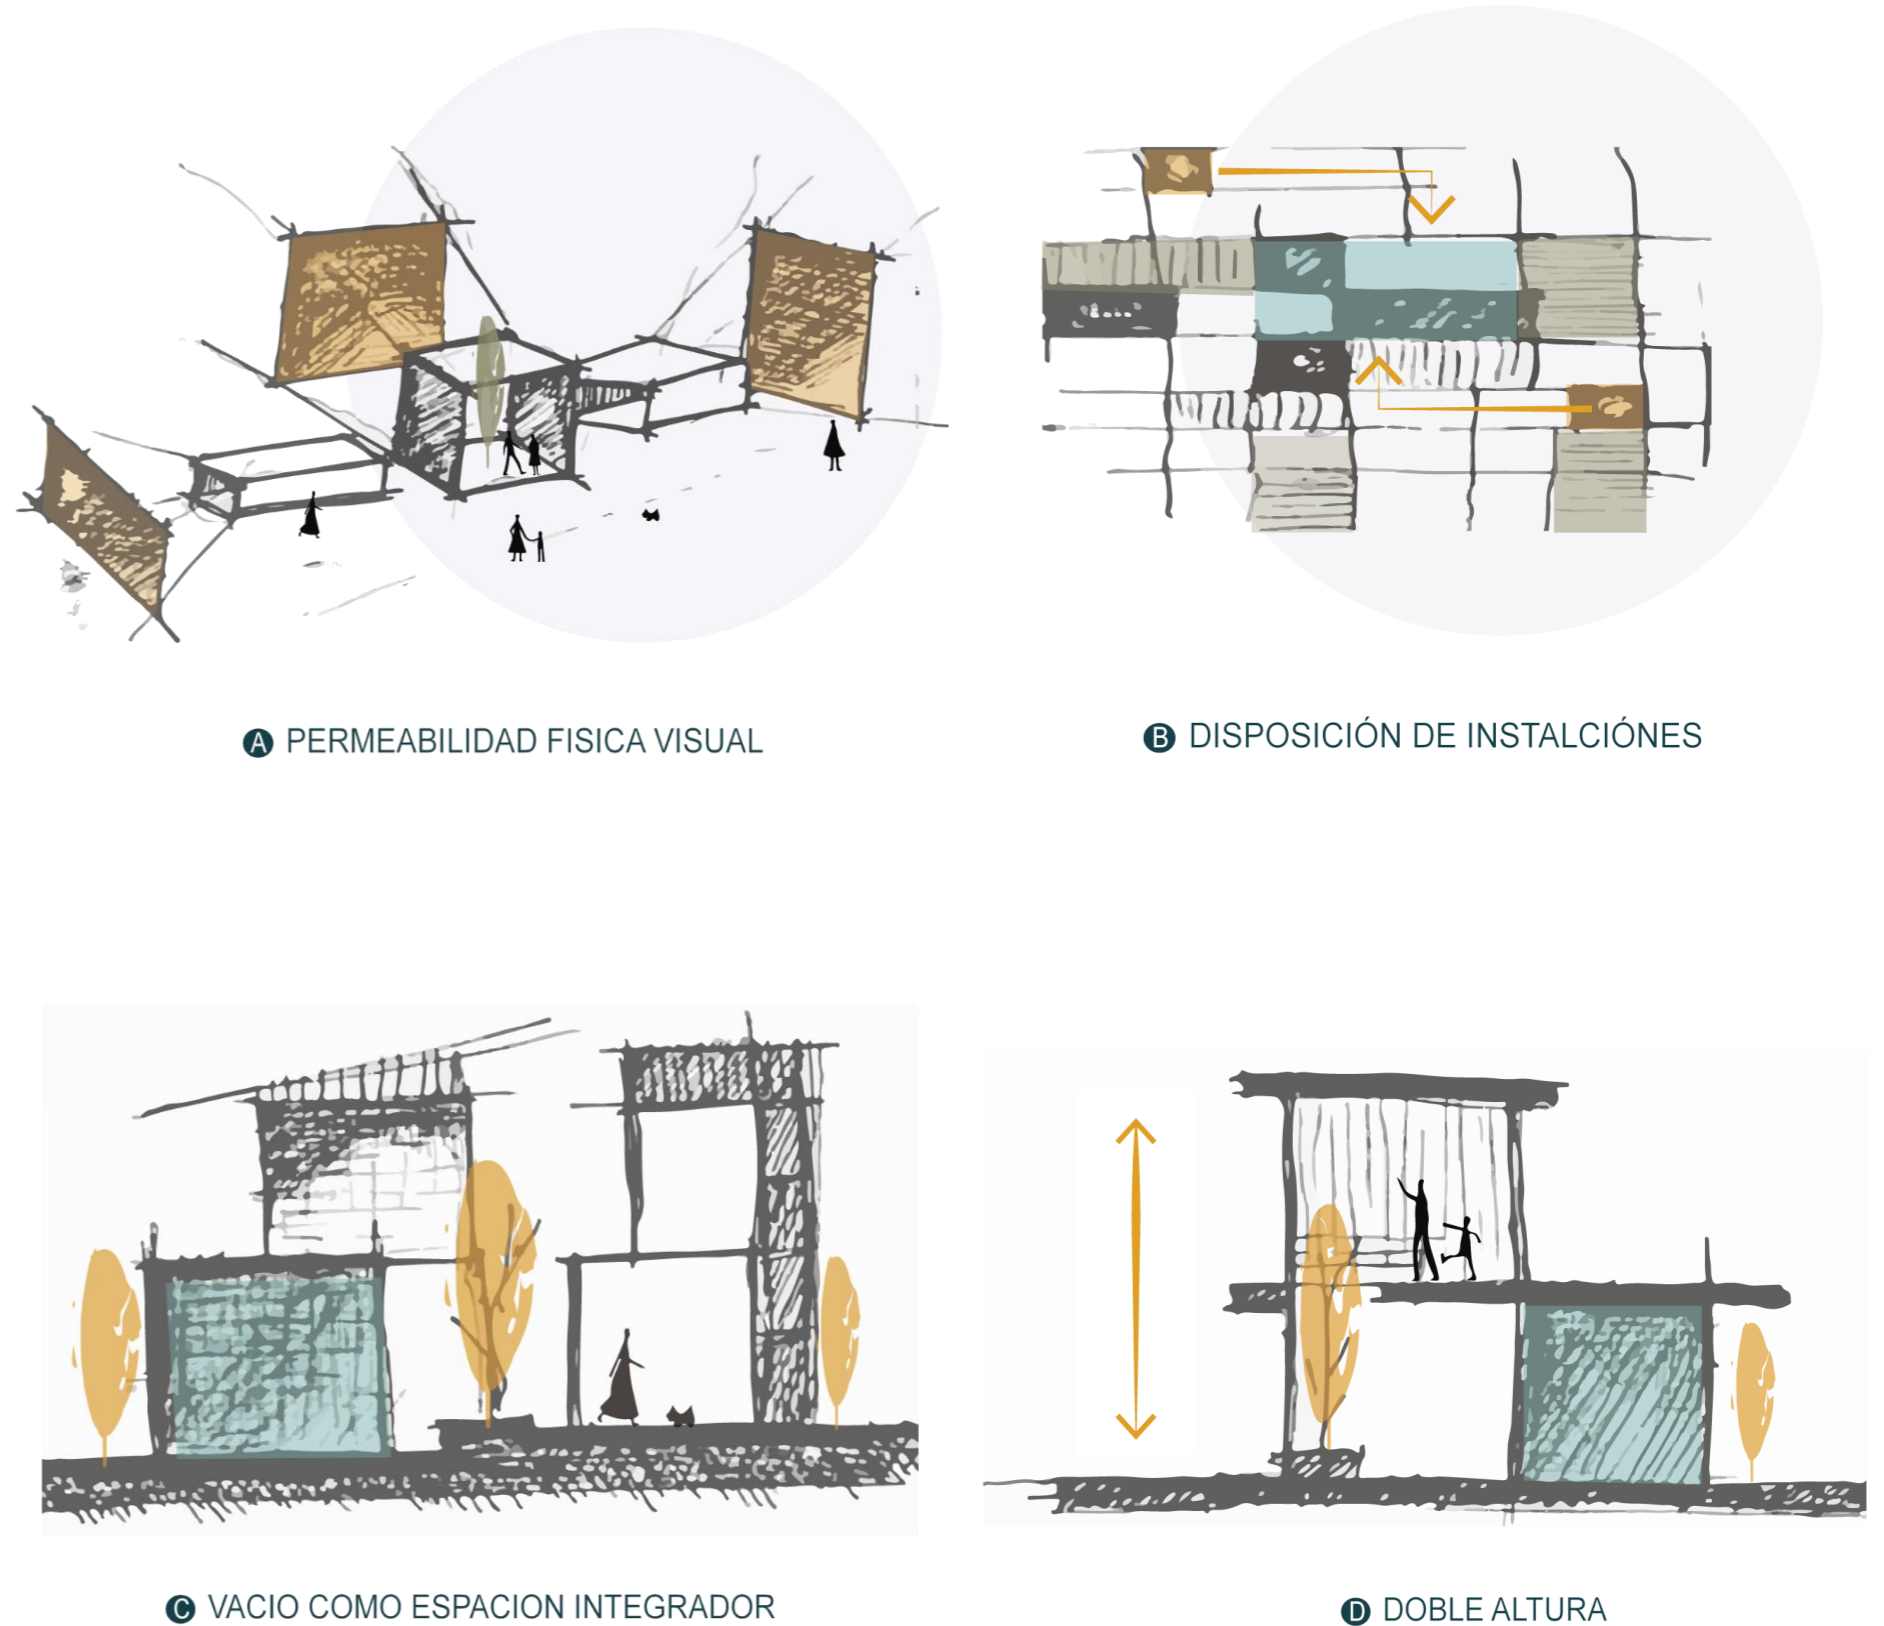 A PERMEABILIDAD FISICA VISUAL
B DISPOSICIÓN DE INSTALCIÓNES
C VACIO COMO ESPACION INTEGRADOR
D DOBLE ALTURA